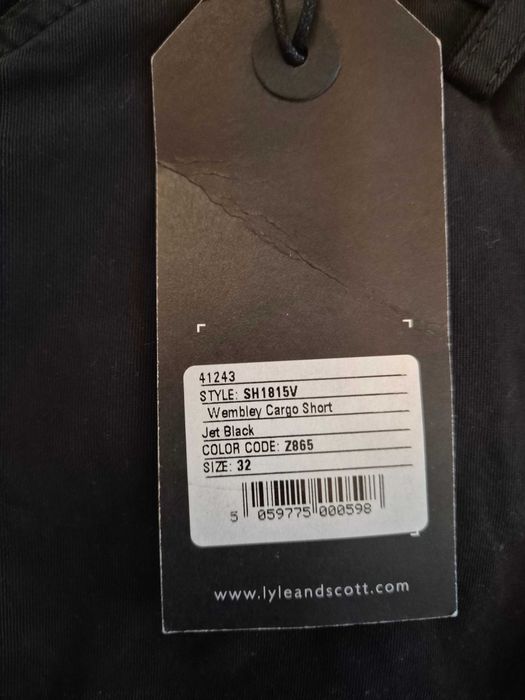 41243
STYLE: SH1815V
Wembley Cargo Short
Jet Black
COLOR CODE: Z865
SIZE: 32
5 059775 000598
www.lyleandscott.com